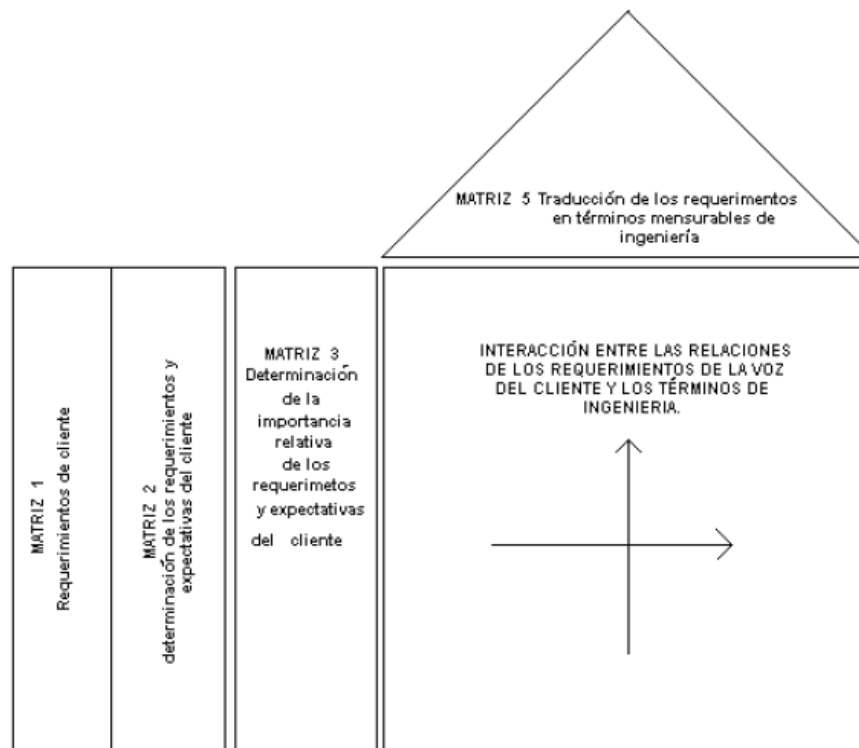 MATRIZ 5 Traducción de los requerimentos
en términos mensurables de
ingeniería
MATRIZ 1
Requerimientos de cliente
MATRIZ 2
determinación de los requerimientos y
expectativas del cliente
MATRIZ 3
Determinación
de la
importancia
relativa
de los
requerimetos
y expectativas
del cliente
INTERACCIÓN ENTRE LAS RELACIONES
DE LOS REQUERIMIENTOS DE LA VOZ
DEL CLIENTE Y LOS TÉRMINOS DE
INGENIERIA.